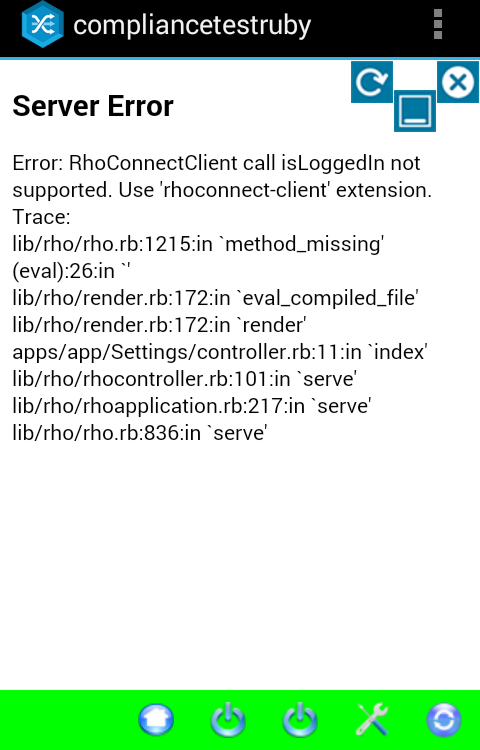 compliancetestruby
Server Error
Error: RhoConnectClient call isLoggedIn not
supported. Use 'rhoconnect-client' extension.
Trace:
lib/rho/rho.rb:1215:in `method_missing'
(eval):26:in `'
lib/rho/render.rb:172:in `eval_compiled_file'
lib/rho/render.rb:172:in `render'
apps/app/Settings/controller.rb:11:in `index'
lib/rho/rhocontroller.rb:101:in `serve'
lib/rho/rhoapplication.rb:217:in `serve'
lib/rho/rho.rb:836:in `serve'